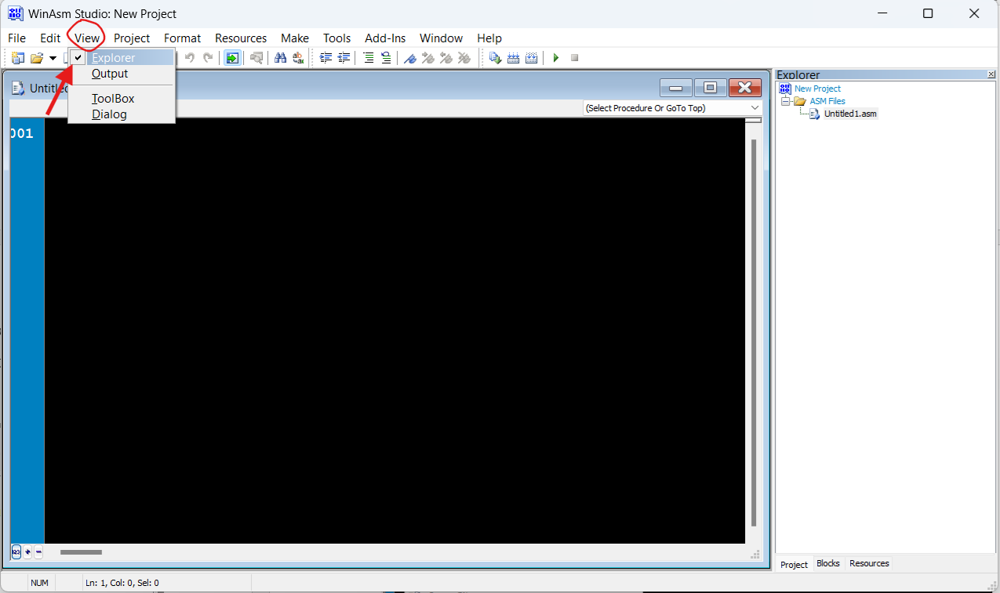 WinAsm Studio: New Project
File Edit View Project Format Resources Make Tools Add-Ins Window Help
Explorer
Output
ToolBox
Dialog
(Select Procedure Or GoTo Top)
001
Explorer
New Project
ASM Files
Untitled1.asm
Project Blocks Resources
NUM Ln: 1, Col: 0, Sel: 0